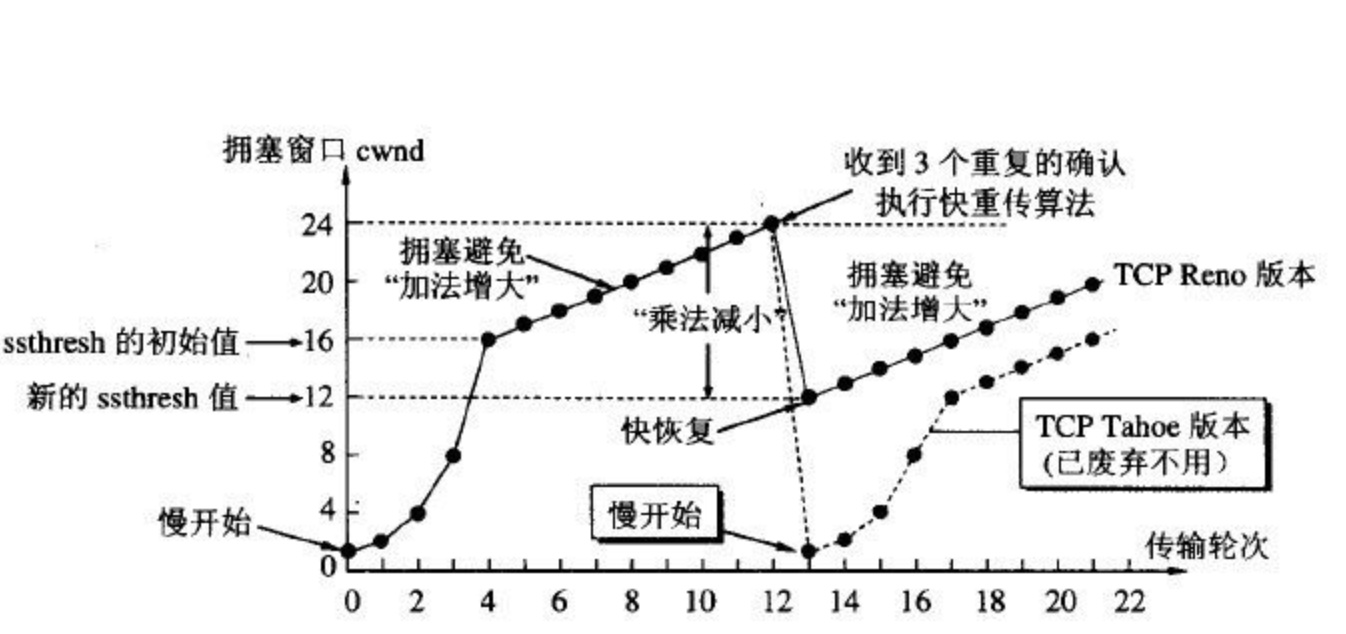 拥塞窗口 cwnd
收到 3 个重复的确认
执行快重传算法
24
拥塞避免
“加法增大”
20
拥塞避免
“加法增大”
TCP Reno 版本
“乘法减小”
ssthresh 的初始值
16
新的 ssthresh 值
12
快恢复
TCP Tahoe 版本
(已废弃不用)
8
4
慢开始
慢开始
传输轮次
0
0 2 4 6 8 10 12 14 16 18 20 22